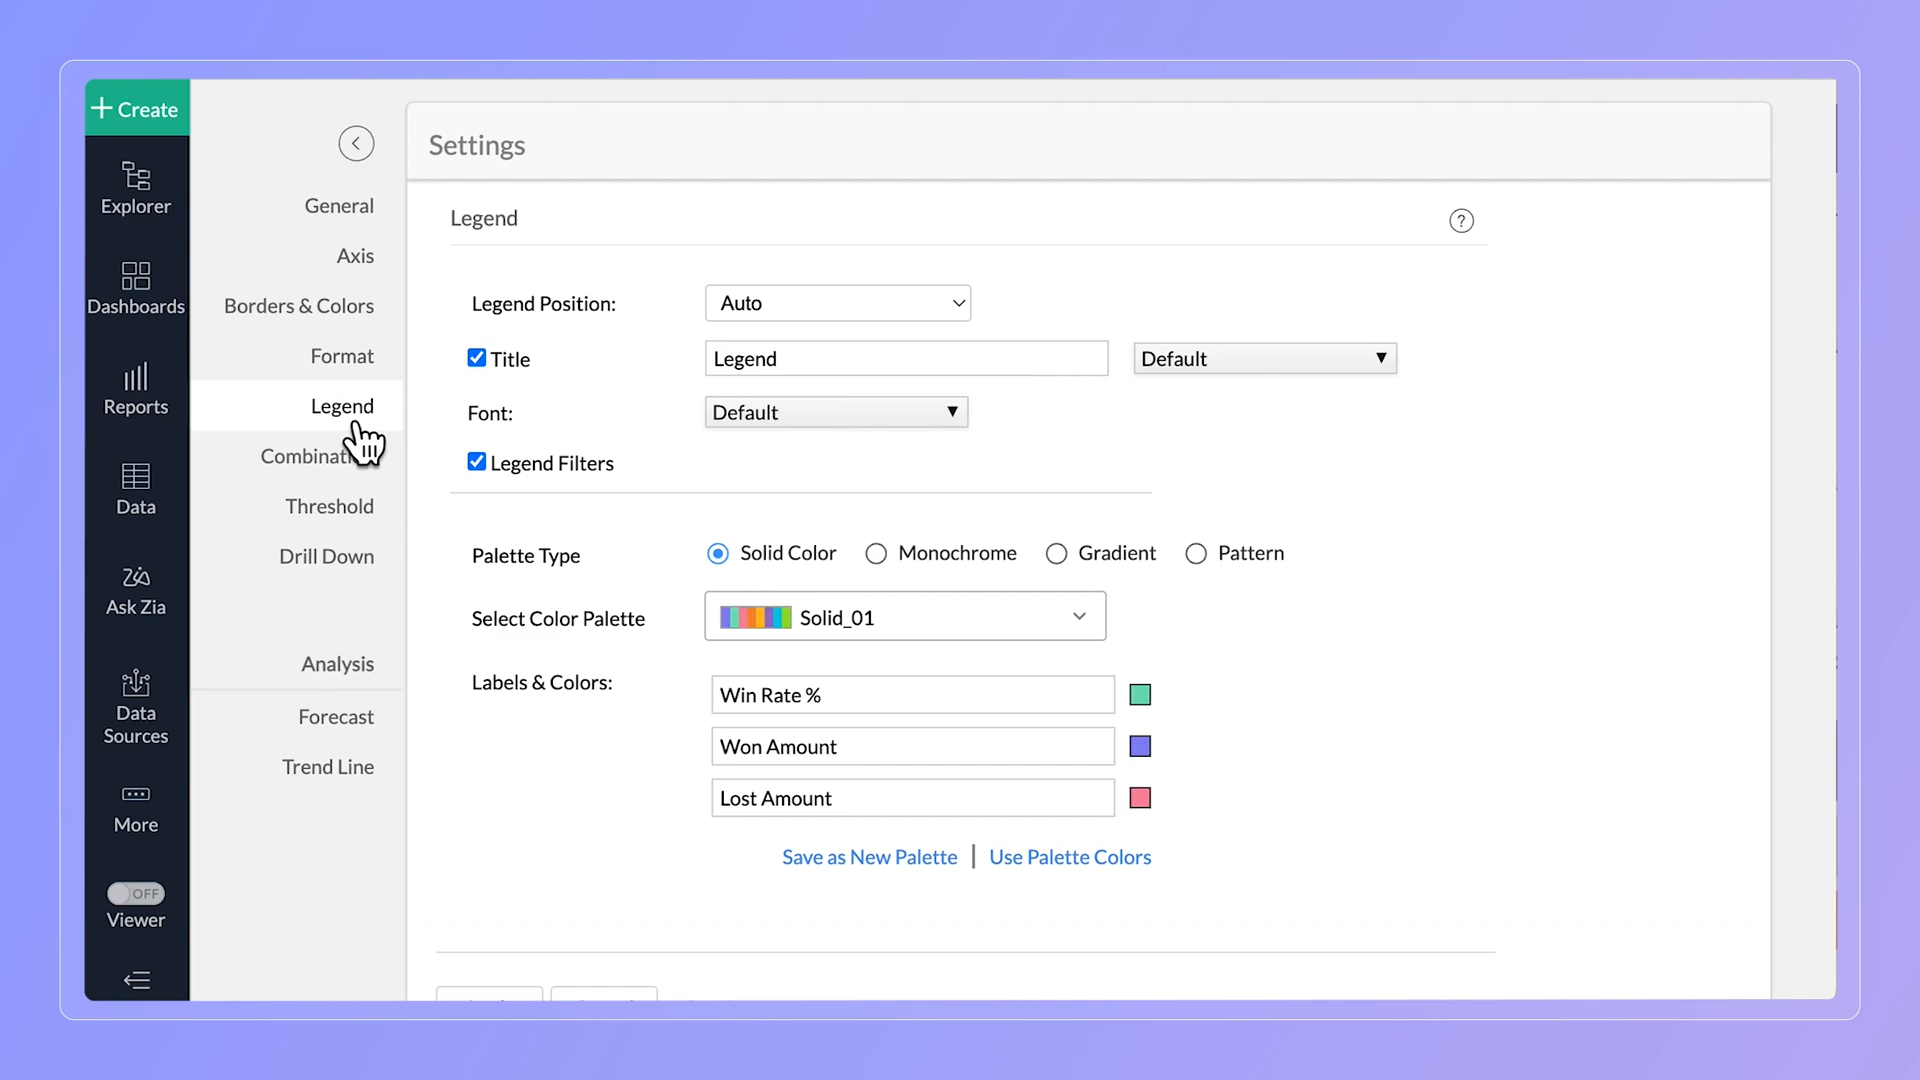 + Create
Explorer
Dashboards
Reports
Data
Ask Zia
Data
Sources
More
OFF
Viewer
General
Axis
Borders & Colors
Format
Legend
Threshold
Drill Down
Analysis
Forecast
Trend Line
Settings
Legend
?
Legend Position:
Auto
Title
Legend
Default
Font:
Default
Legend Filters
Palette Type
Solid Color
Monochrome
Gradient
Pattern
Select Color Palette
Solid_01
Labels & Colors:
Win Rate %
Won Amount
Lost Amount
Save as New Palette | Use Palette Colors